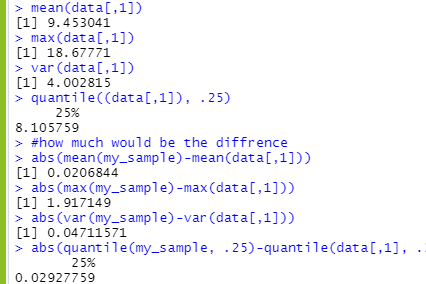 > mean(data[,1])
[1] 9.453041
> max(data[,1])
[1] 18.67771
> var(data[,1])
[1] 4.002815
> quantile((data[,1]), .25)
25%
8.105759
> #how much would be the diffrence
> abs(mean(my_sample)-mean(data[,1]))
[1] 0.0206844
> abs(max(my_sample)-max(data[,1]))
[1] 1.917149
> abs(var(my_sample)-var(data[,1]))
[1] 0.04711571
> abs(quantile(my_sample, .25)-quantile(data[,1], .
25%
0.02927759